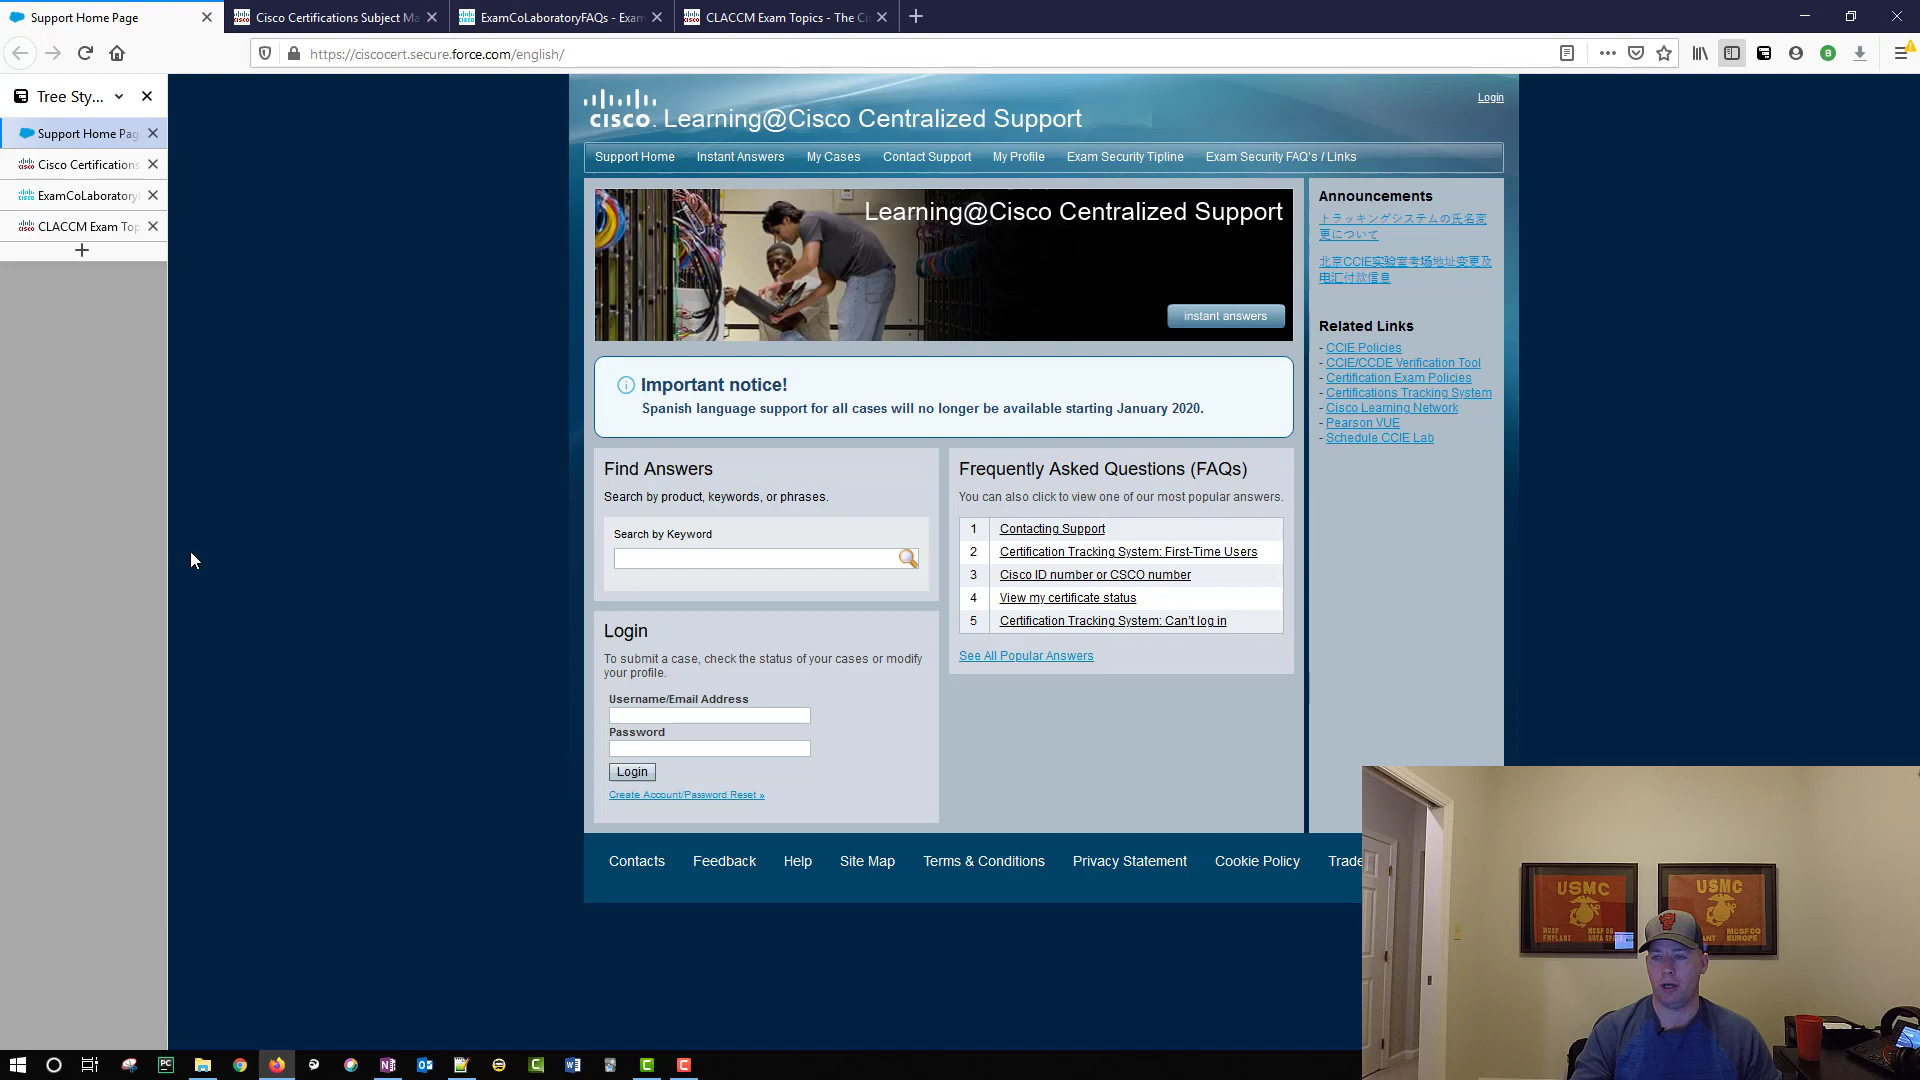 Support Home Page
Cisco Certifications Subject Ma
ExamCoLaboratoryFAQs - Exam
CLACCM Exam Topics - The Ci
https://ciscocert.secure.force.com/english/
Tree Sty...
Support Home Pag
Cisco Certifications
ExamCoLaboratory
CLACCM Exam Top
Login
CISCO. Learning@Cisco Centralized Support
Support Home
Instant Answers
My Cases
Contact Support
My Profile
Exam Security Tipline
Exam Security FAQ's / Links
Learning@Cisco Centralized Support
instant answers
Announcements
トラッキングシステムの氏名変
更について
北京CCIE实验室考场地址变更及
电汇付款信息
Related Links
- CCIE Policies
- CCIE/CCDE Verification Tool
- Certification Exam Policies
- Certifications Tracking System
- Cisco Learning Network
- Pearson VUE
- Schedule CCIE Lab
Important notice!
Spanish language support for all cases will no longer be available starting January 2020.
Find Answers
Search by product, keywords, or phrases.
Search by Keyword
Frequently Asked Questions (FAQs)
You can also click to view one of our most popular answers.
1 Contacting Support
2 Certification Tracking System: First-Time Users
3 Cisco ID number or CSCO number
4 View my certificate status
5 Certification Tracking System: Can't log in
See All Popular Answers
Login
To submit a case, check the status of your cases or modify
your profile.
Username/Email Address
Password
Login
Create Account/Password Reset »
Contacts
Feedback
Help
Site Map
Terms & Conditions
Privacy Statement
Cookie Policy
Trade
USMC
USMC
MCSFCO
EUROPE